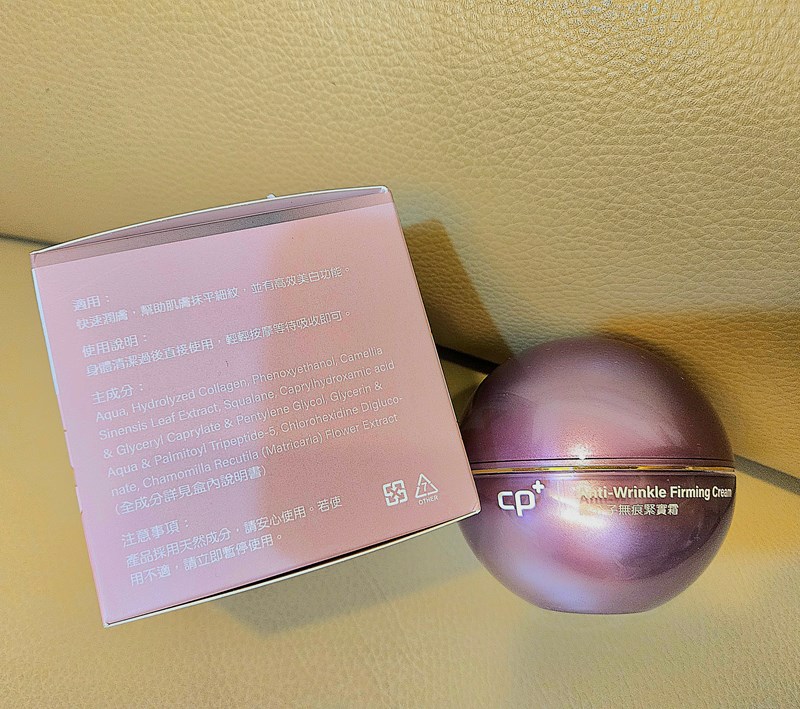 適用：
快速潤膚，幫助肌膚抹平細紋，並有高效美白功能。
使用說明：
身體清潔過後直接使用，輕輕按摩等待吸收即可。
主成分：
Aqua, Hydrolyzed Collagen, Phenoxyethanol, Camellia
Sinensis Leaf Extract, Squalane, Caprylhydroxamic acid
& Glyceryl Caprylate & Pentylene Glycol, Glycerin &
Aqua & Palmitoyl Tripeptide-5, Chlorohexidine Digluco-
nate, Chamomilla Recutila (Matricaria) Flower Extract
(全成分詳見盒內說明書)
注意事項：
產品採用天然成分，請安心使用。若使
用不適，請立即暫停使用。
7
OTHER
cp+
Anti-Wrinkle Firming Cream
子無痕緊實霜